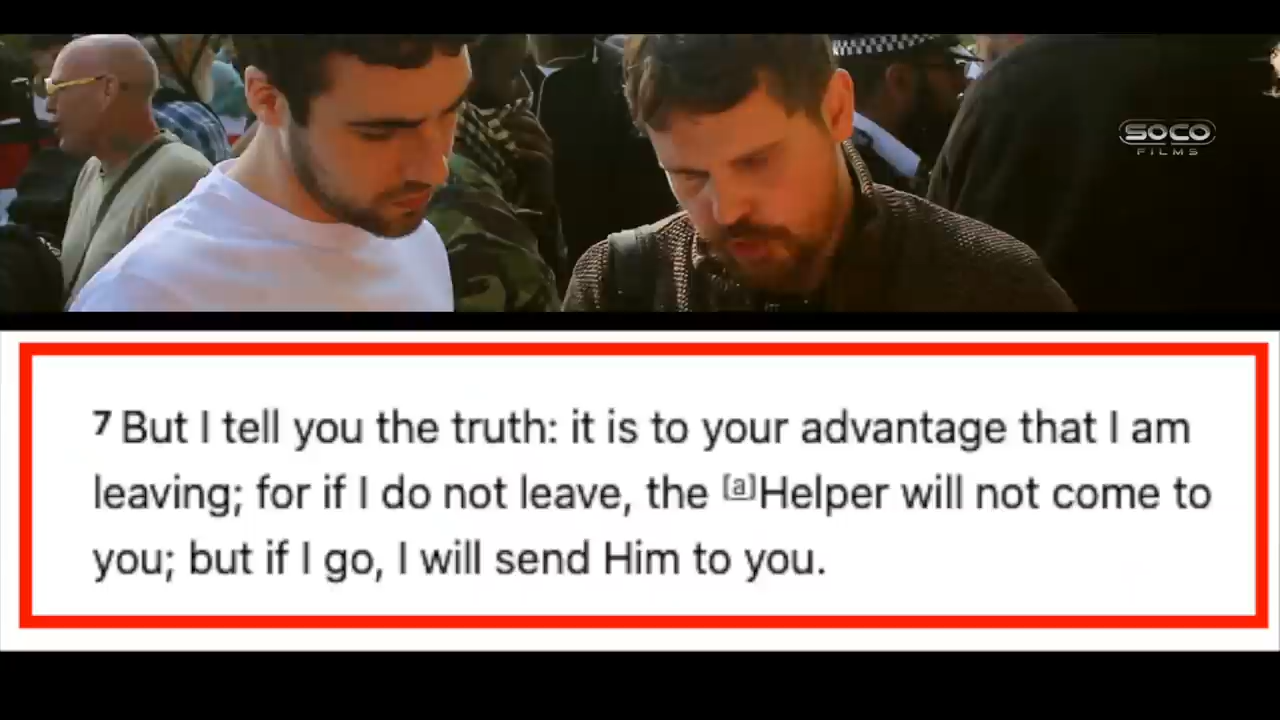 SOCO
FILMS
7 But I tell you the truth: it is to your advantage that I am
leaving; for if I do not leave, the [a]Helper will not come to
you; but if I go, I will send Him to you.